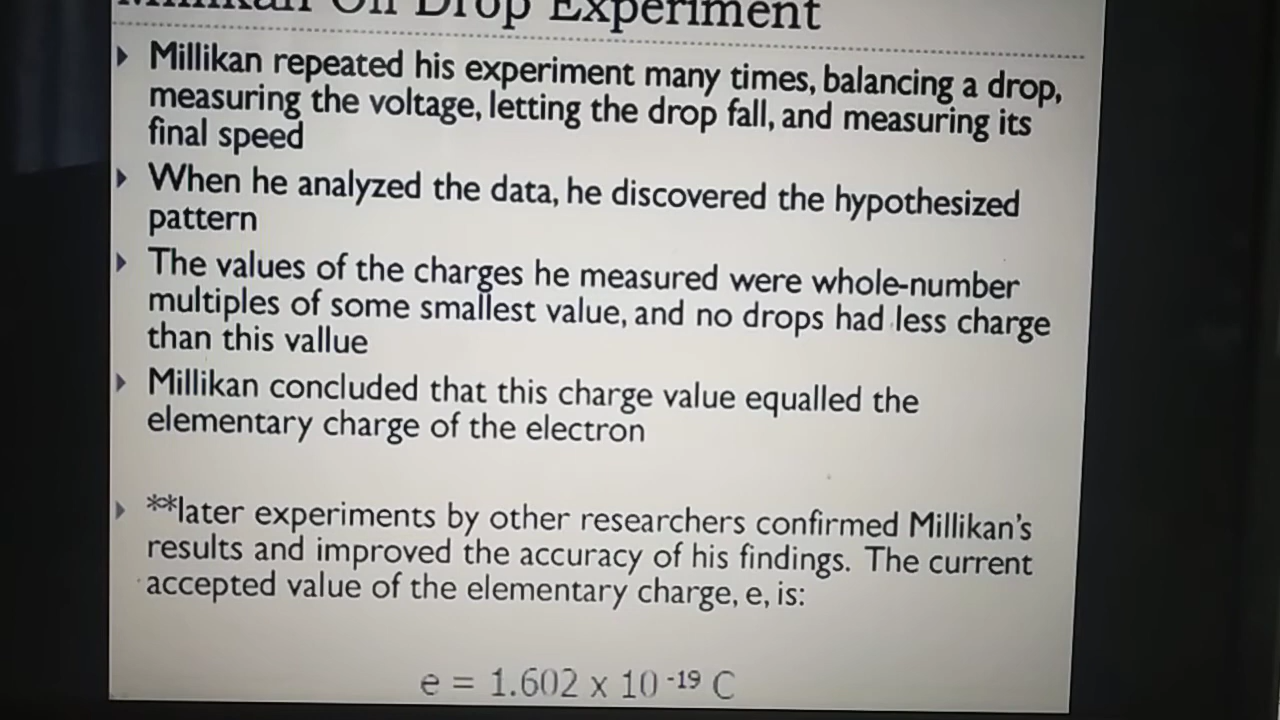 Millikan Oil Drop Experiment
Millikan repeated his experiment many times, balancing a drop,
measuring the voltage, letting the drop fall, and measuring its
final speed
When he analyzed the data, he discovered the hypothesized
pattern
The values of the charges he measured were whole-number
multiples of some smallest value, and no drops had less charge
than this vallue
Millikan concluded that this charge value equalled the
elementary charge of the electron
**later experiments by other researchers confirmed Millikan's
results and improved the accuracy of his findings. The current
accepted value of the elementary charge, e, is:
e = 1.602 x 10 -19 C